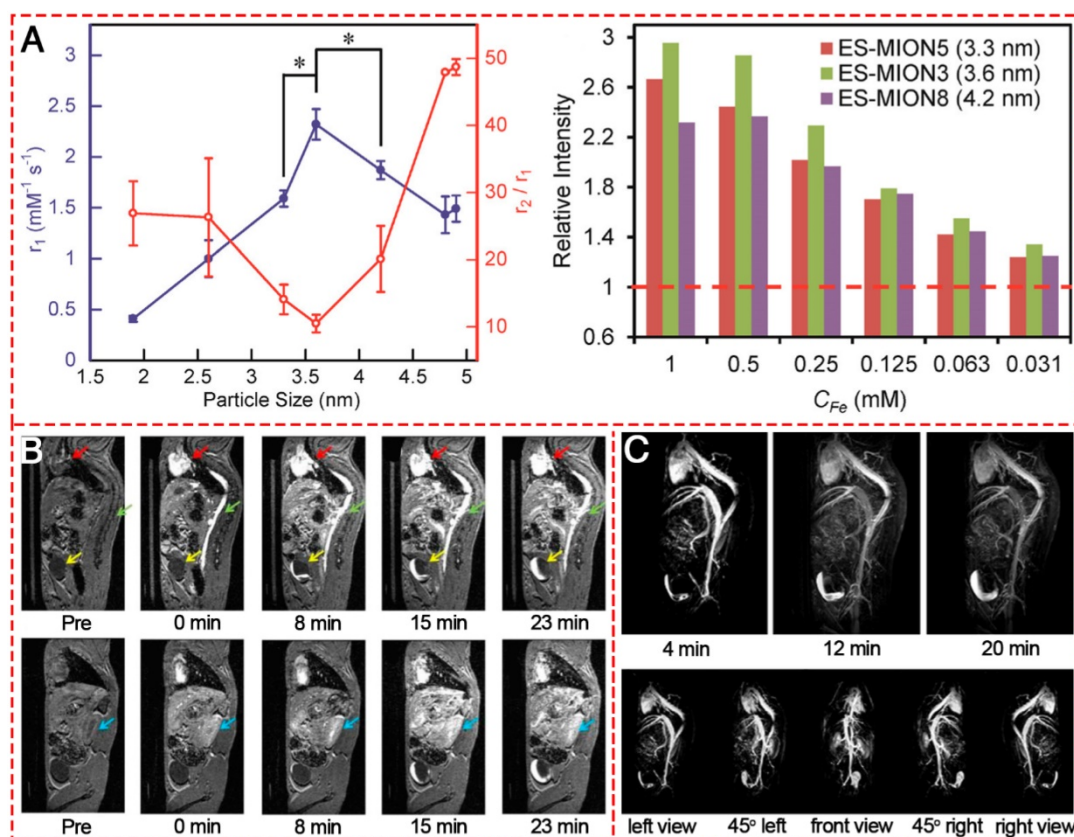 A
3
2.5
2
1.5
1
0.5
0
r₁ (mM⁻¹ s⁻¹)
*
*
50
40
30
20
10
r₂ / r₁
1.5 2 2.5 3 3.5 4 4.5 5
Particle Size (nm)
3
2.6
2.2
1.8
1.4
1
0.6
Relative Intensity
ES-MION5 (3.3 nm)
ES-MION3 (3.6 nm)
ES-MION8 (4.2 nm)
1 0.5 0.25 0.125 0.063 0.031
C_Fe (mM)
B
Pre 0 min 8 min 15 min 23 min
Pre 0 min 8 min 15 min 23 min
C
4 min 12 min 20 min
left view 45° left front view 45° right right view